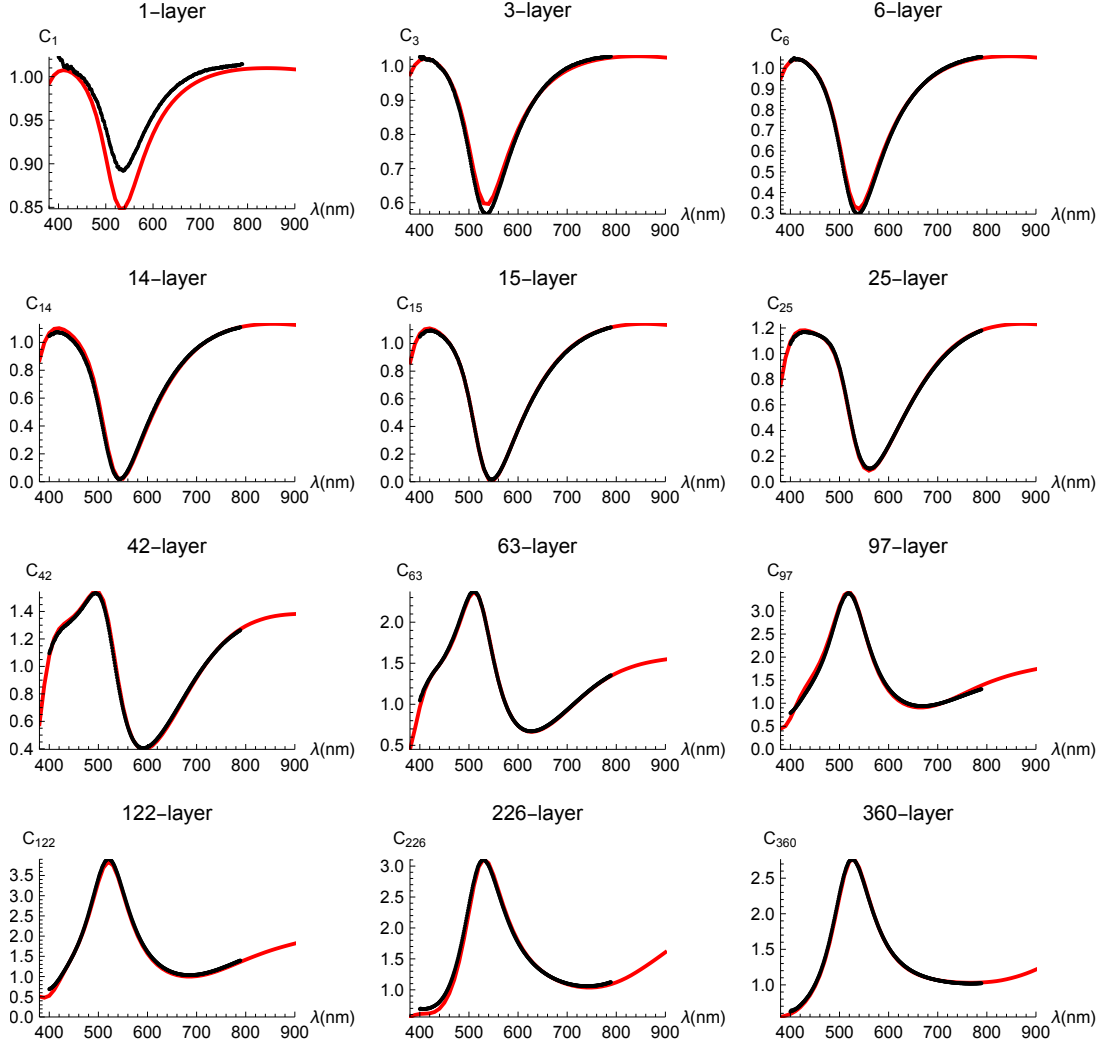 1−layer 3−layer 6−layer
C1 C3 C6
1.00 1.0 1.0
0.95 0.9 0.9
0.90 0.8 0.8
0.85 0.7 0.7
0.6 0.6
0.5
0.4
0.3
400 500 600 700 800 900 λ(nm) 400 500 600 700 800 900 λ(nm) 400 500 600 700 800 900 λ(nm)
14−layer 15−layer 25−layer
C14 C15 C25
1.0 1.0 1.2
0.8 0.8 1.0
0.6 0.6 0.8
0.4 0.4 0.6
0.2 0.2 0.4
0.0 0.0 0.2
0.0
400 500 600 700 800 900 λ(nm) 400 500 600 700 800 900 λ(nm) 400 500 600 700 800 900 λ(nm)
42−layer 63−layer 97−layer
C42 C63 C97
1.4 2.0 3.0
1.2 1.5 2.5
1.0 1.0 2.0
0.8 0.5 1.5
0.6 1.0
0.4 0.5
0.0
400 500 600 700 800 900 λ(nm) 400 500 600 700 800 900 λ(nm) 400 500 600 700 800 900 λ(nm)
122−layer 226−layer 360−layer
C122 C226 C360
3.5 3.0 2.5
3.0 2.5 2.0
2.5 2.0 1.5
2.0 1.5 1.0
1.5 1.0
1.0
0.5
0.0
400 500 600 700 800 900 λ(nm) 400 500 600 700 800 900 λ(nm) 400 500 600 700 800 900 λ(nm)